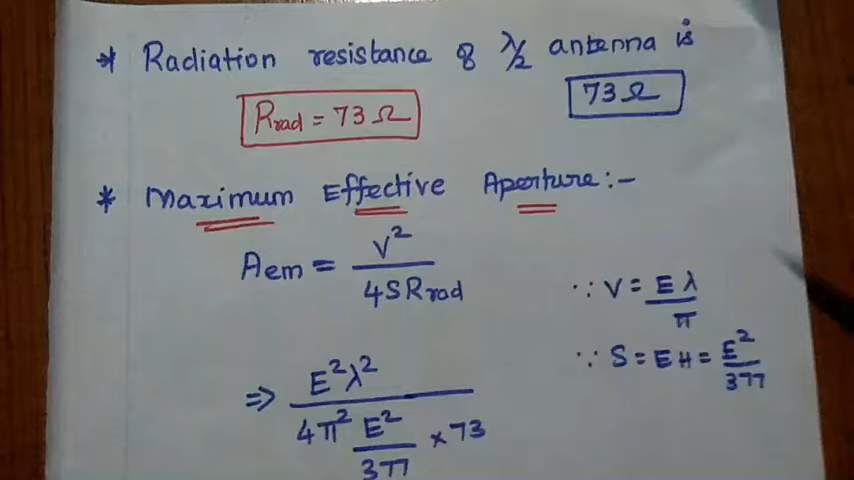 * Radiation resistance of λ/2 antenna is
Rrad = 73 Ω
73 Ω
* Maximum Effective Aperture :-
Aem = V² / 4SRrad
∵ V = Eλ / π
∵ S = EH = E² / 377
⇒ E²λ² / 4π² E²/377 × 73